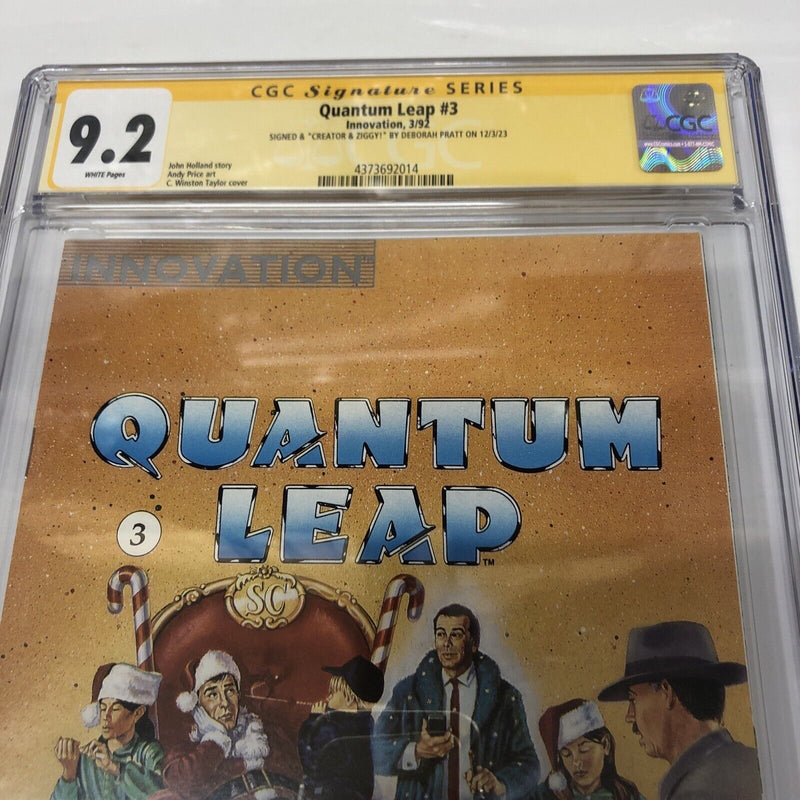 CGC Signature SERIES
9.2
WHITE Pages
Quantum Leap #3
Innovation, 3/92
SIGNED & "CREATOR & ZIGGY!" BY DEBORAH PRATT ON 12/3/23
John Holland story
Andy Price art
C. Winston Taylor cover
4373692014
CGC
INNOVATION
QUANTUM
LEAP™
3
SC